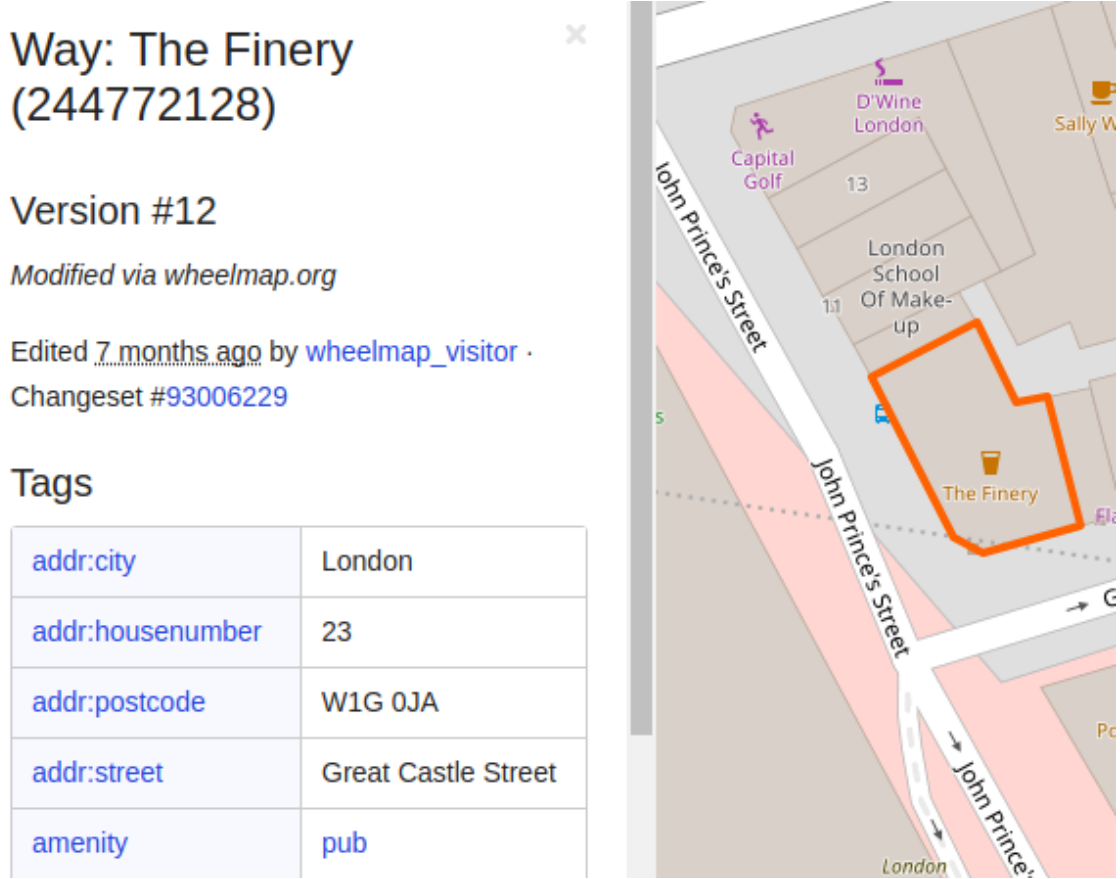 Way: The Finery
(244772128)
×
Version #12
Modified via wheelmap.org
Edited 7 months ago by wheelmap_visitor ·
Changeset #93006229
Tags
addr:city London
addr:housenumber 23
addr:postcode W1G 0JA
addr:street Great Castle Street
amenity pub
D'Wine
London
Sally W
Capital
Golf
13
John Prince's Street
London
School
Of Make-
up
11
s
The Finery
Fla
John Prince's Street
G
Po
John Prince's
London